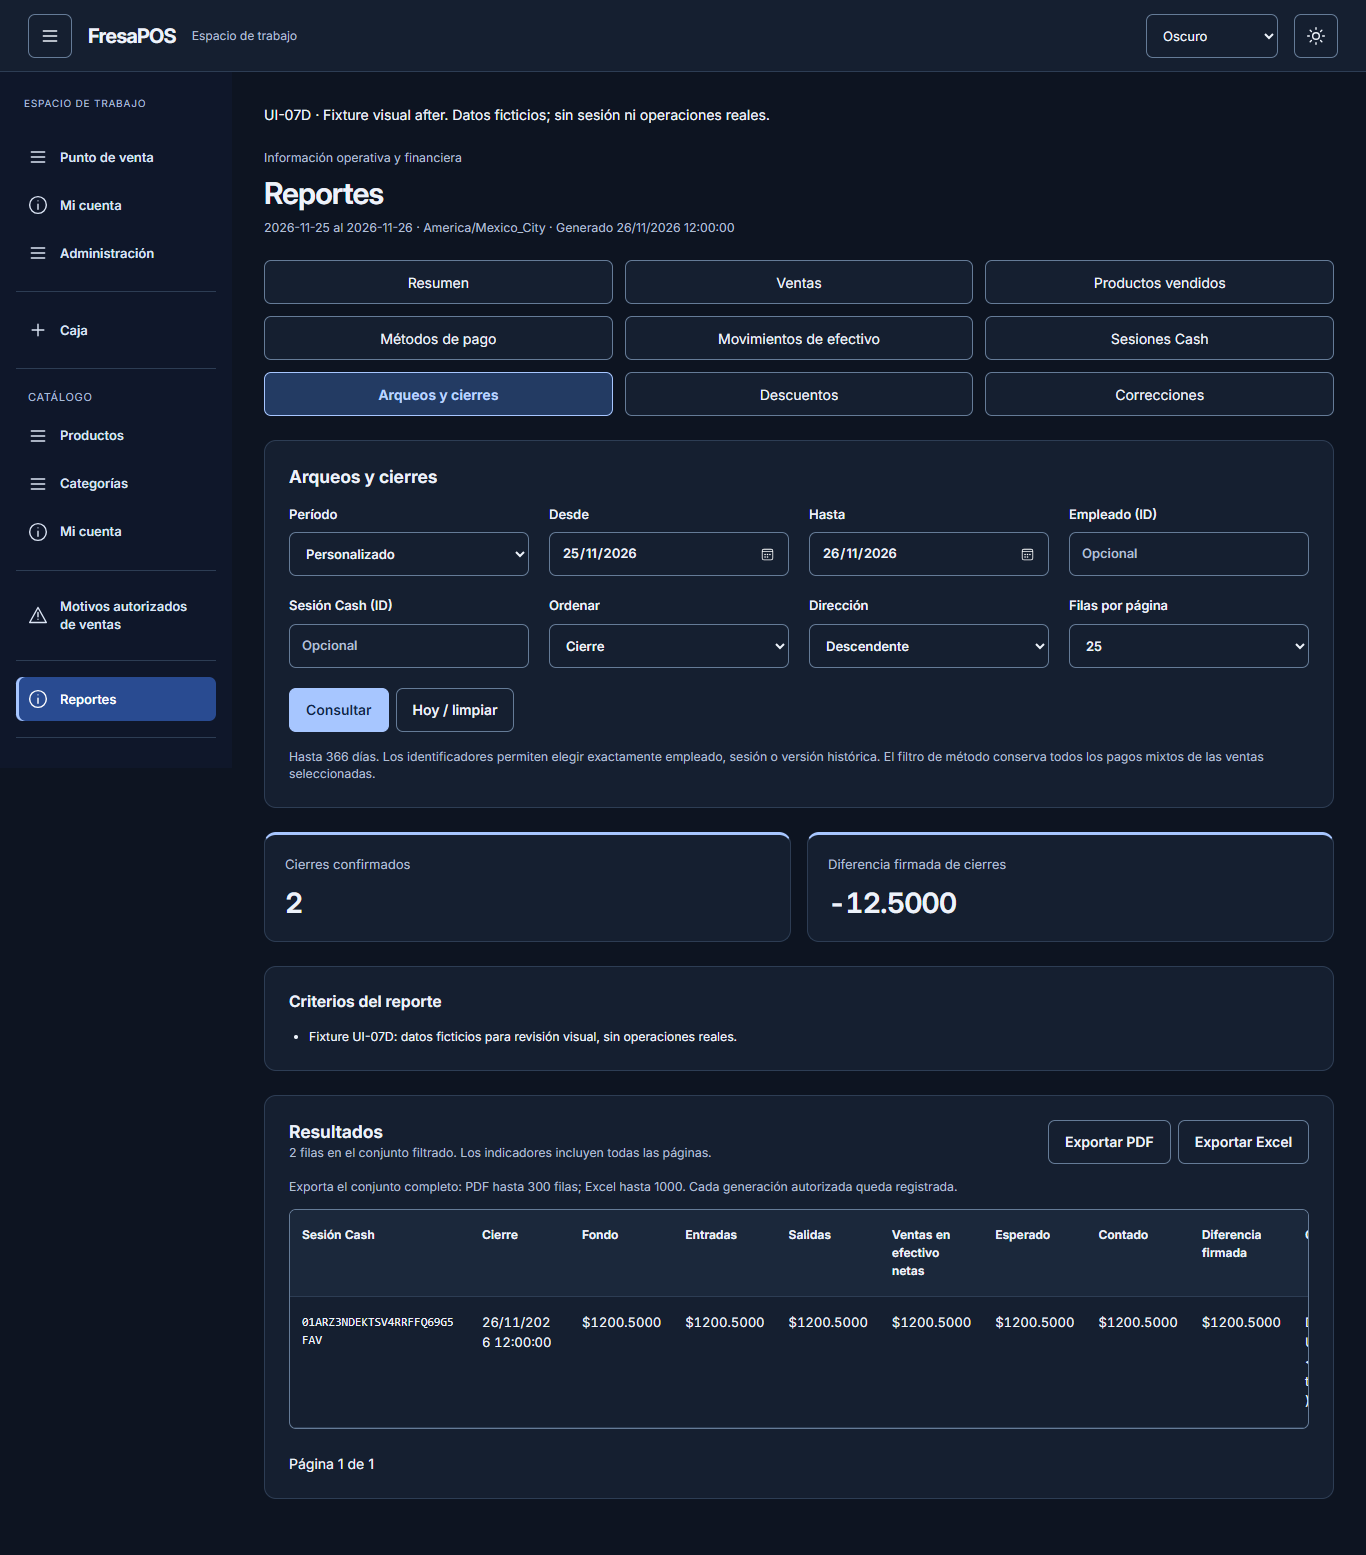 FresaPOS
Espacio de trabajo
Oscuro
ESPACIO DE TRABAJO
Punto de venta
Mi cuenta
Administración
Caja
CATÁLOGO
Productos
Categorías
Mi cuenta
Motivos autorizados
de ventas
Reportes
UI-07D · Fixture visual after. Datos ficticios; sin sesión ni operaciones reales.
Información operativa y financiera
Reportes
2026-11-25 al 2026-11-26 · America/Mexico_City · Generado 26/11/2026 12:00:00
Resumen
Ventas
Productos vendidos
Métodos de pago
Movimientos de efectivo
Sesiones Cash
Arqueos y cierres
Descuentos
Correcciones
Arqueos y cierres
Período
Desde
Hasta
Empleado (ID)
Personalizado
25/11/2026
26/11/2026
Opcional
Sesión Cash (ID)
Ordenar
Dirección
Filas por página
Opcional
Cierre
Descendente
25
Consultar
Hoy / limpiar
Hasta 366 días. Los identificadores permiten elegir exactamente empleado, sesión o versión histórica. El filtro de método conserva todos los pagos mixtos de las ventas
seleccionadas.
Cierres confirmados
2
Diferencia firmada de cierres
-12.5000
Criterios del reporte
• Fixture UI-07D: datos ficticios para revisión visual, sin operaciones reales.
Resultados
2 filas en el conjunto filtrado. Los indicadores incluyen todas las páginas.
Exportar PDF
Exportar Excel
Exporta el conjunto completo: PDF hasta 300 filas; Excel hasta 1000. Cada generación autorizada queda registrada.
Sesión Cash
Cierre
Fondo
Entradas
Salidas
Ventas en
efectivo
netas
Esperado
Contado
Diferencia
firmada
01ARZ3NDEKTSV4RRFFQ69G5
FAV
26/11/202
6 12:00:00
$1200.5000
$1200.5000
$1200.5000
$1200.5000
$1200.5000
$1200.5000
$1200.5000
Página 1 de 1